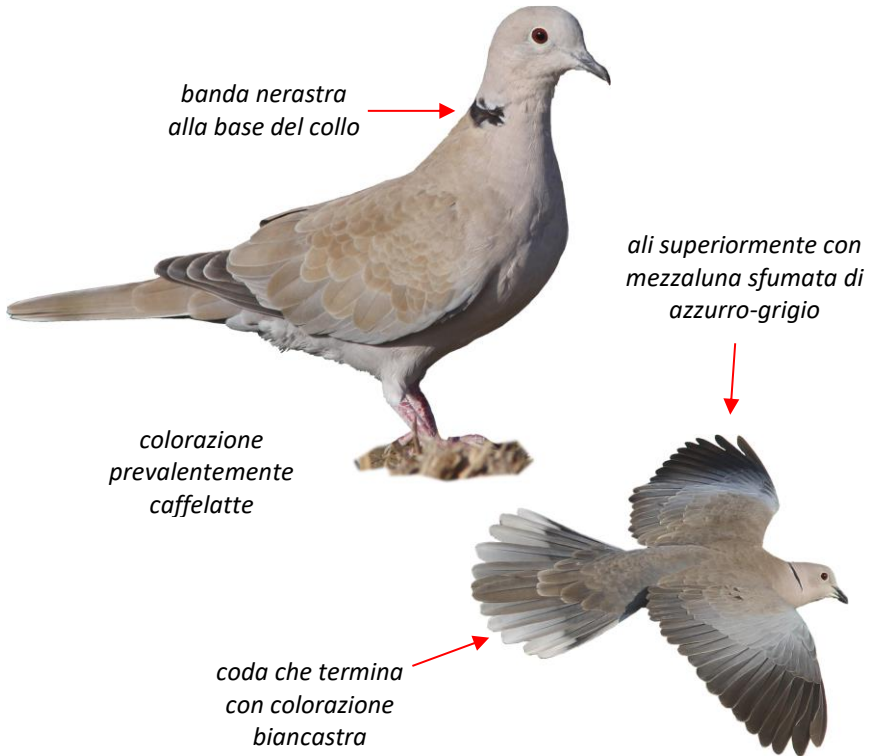 banda nerastra
alla base del collo
ali superiormente con
mezzaluna sfumata di
azzurro-grigio
colorazione
prevalentemente
caffelatte
coda che termina
con colorazione
biancastra